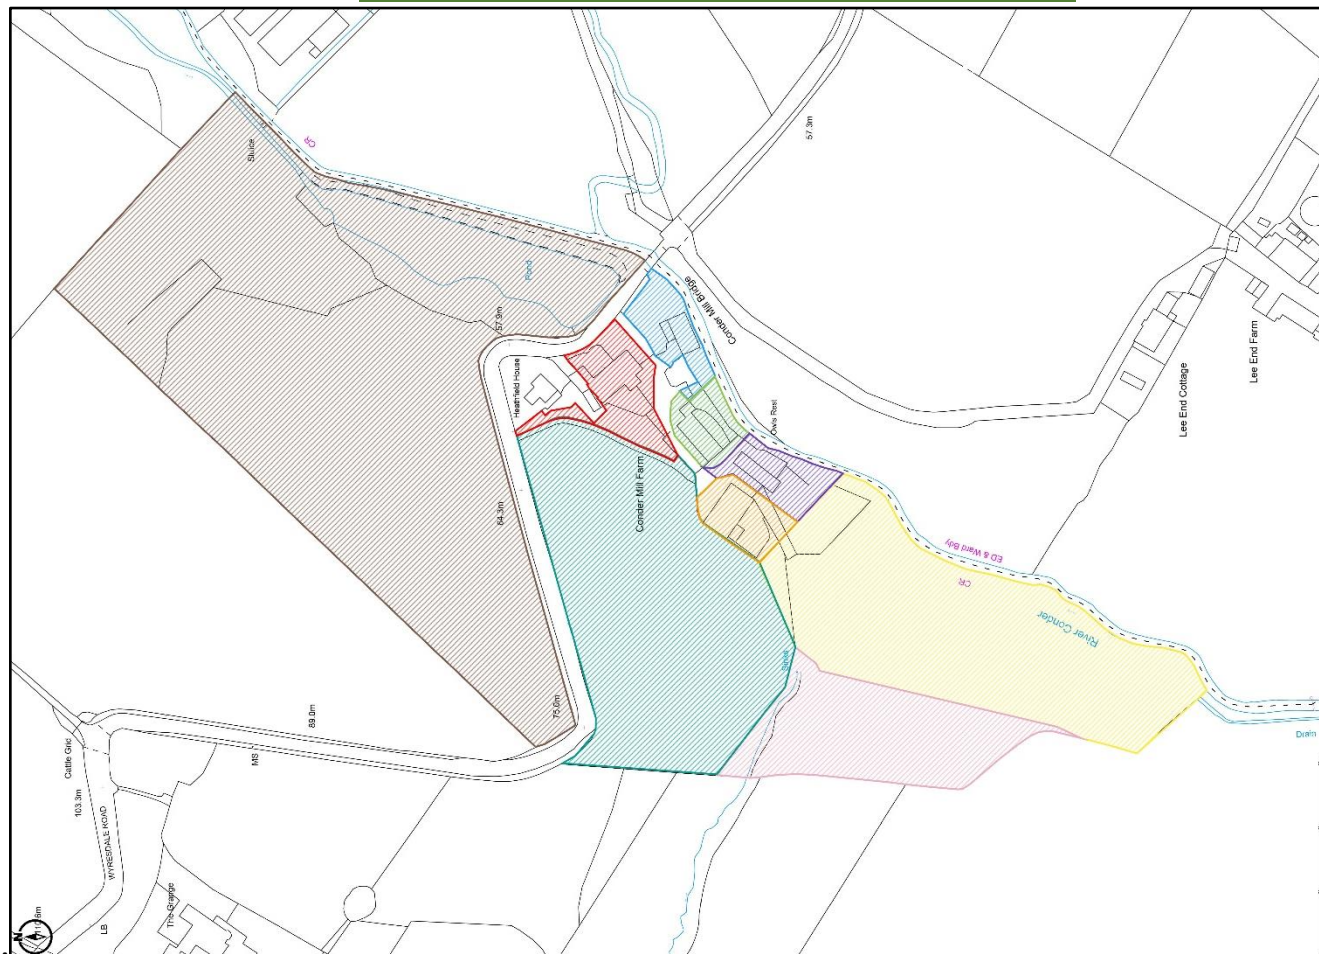 Sluice
CR
57.3m
Pond
57.9m
Conder Mill Bridge
Heathfield House
Owls Rest
Lee End Farm
Lee End Cottage
Conder Mill Farm
64.3m
ED & Ward Bdy
CR
River Conder
75.0m
89.0m
MS
Cattle Grid
103.3m
WYRESDALE ROAD
The Grange
LB
N
Drain